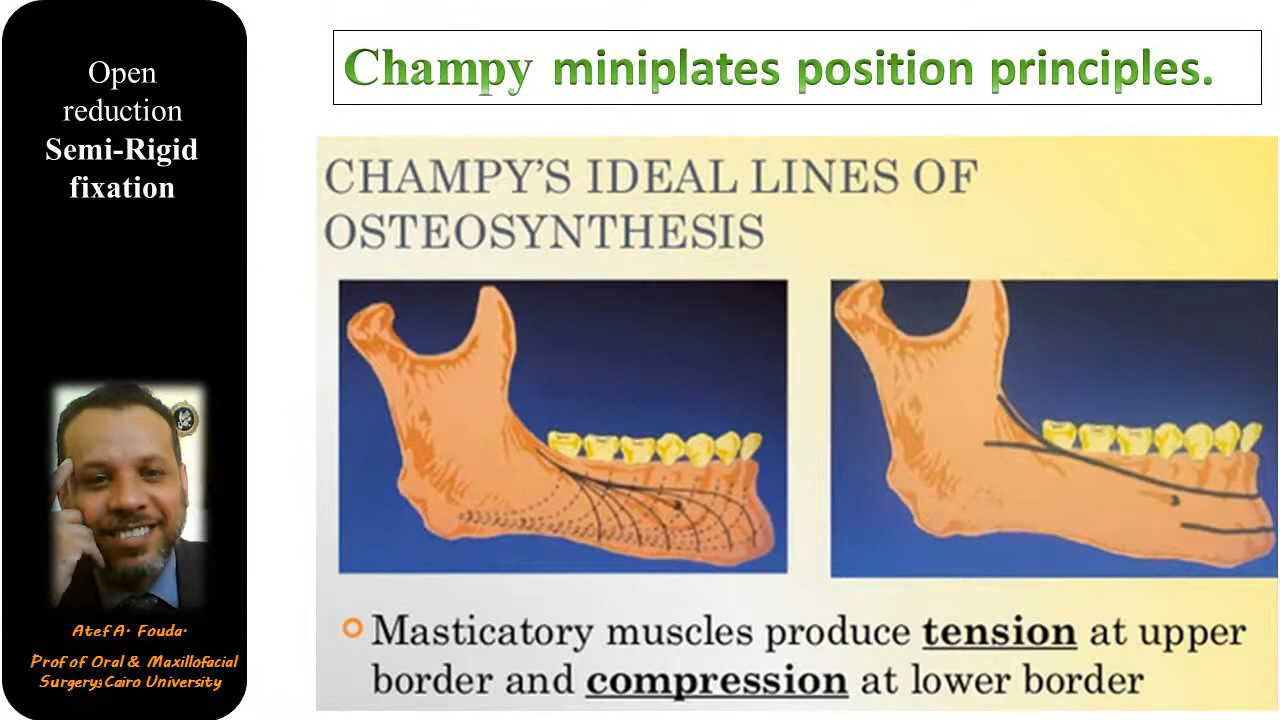 Open
reduction
Semi-Rigid
fixation
Atef A. Fouda.
Prof of Oral & Maxillofacial
Surgery;Cairo University
Champy miniplates position principles.
CHAMPY'S IDEAL LINES OF
OSTEOSYNTHESIS
Masticatory muscles produce tension at upper
border and compression at lower border